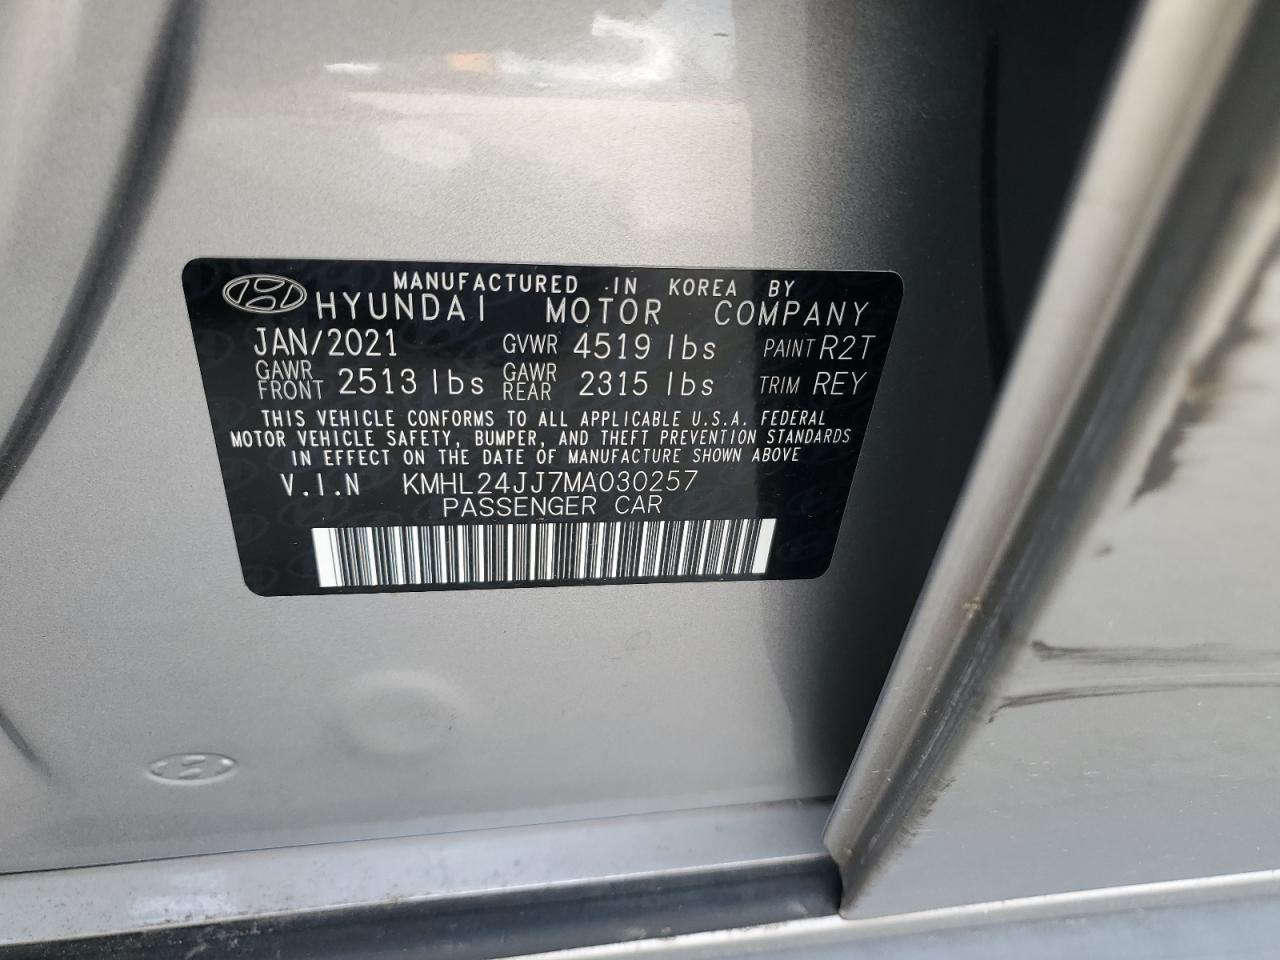 MANUFACTURED IN KOREA BY
HYUNDAI MOTOR COMPANY
JAN/2021 GVWR 4519 lbs PAINT R2T
GAWR FRONT 2513 lbs GAWR REAR 2315 lbs TRIM REY
THIS VEHICLE CONFORMS TO ALL APPLICABLE U.S.A. FEDERAL
MOTOR VEHICLE SAFETY, BUMPER, AND THEFT PREVENTION STANDARDS
IN EFFECT ON THE DATE OF MANUFACTURE SHOWN ABOVE
V.I.N KMHL24JJ7MA030257
PASSENGER CAR